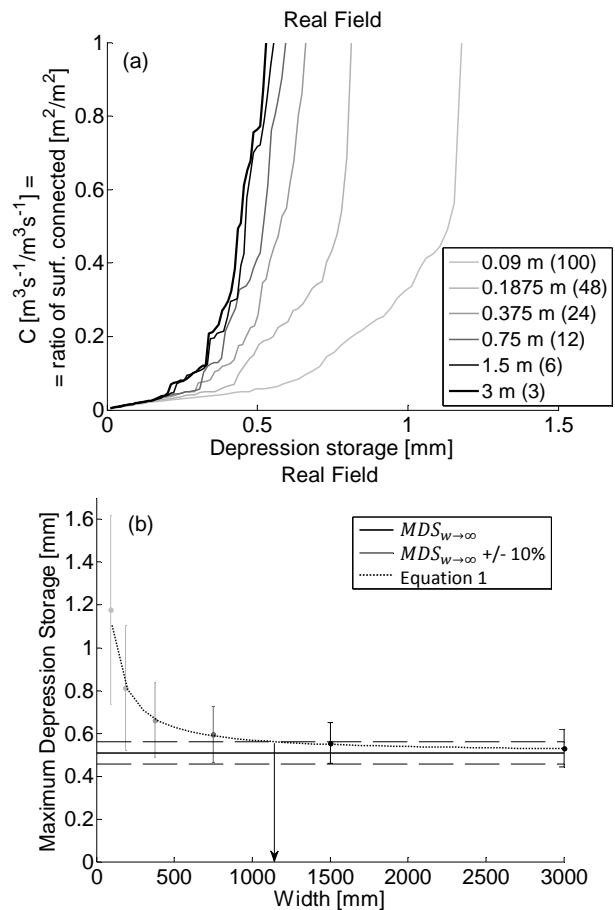 Real Field
(a)
C [m³s⁻¹/m³s⁻¹] =
= ratio of surf. connected [m²/m²]
1
0.8
0.6
0.4
0.2
0
0
0.5
1
1.5
Depression storage [mm]
0.09 m (100)
0.1875 m (48)
0.375 m (24)
0.75 m (12)
1.5 m (6)
3 m (3)
Real Field
(b)
Maximum Depression Storage [mm]
1.6
1.4
1.2
1
0.8
0.6
0.4
0.2
0
0
500
1000
1500
2000
2500
3000
Width [mm]
MDS_w→∞
MDS_w→∞ +/- 10%
Equation 1